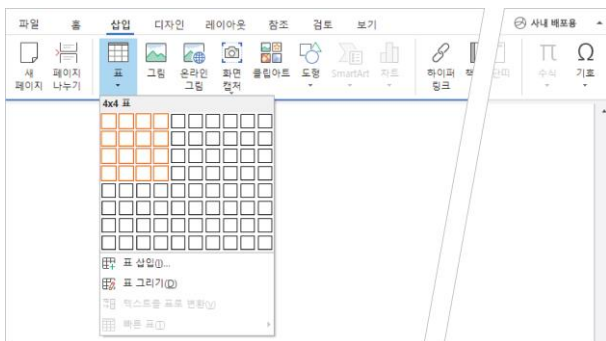 파일 홈 삽입 디자인 레이아웃 참조 검토 보기 사내 배포용
새 페이지 페이지 나누기 표 그림 온라인 그림 화면 캡처 클립아트 도형 SmartArt 차트 하이퍼 링크 수식 기호
4x4 표
표 삽입(I)...
표 그리기(D)
텍스트를 표로 변환(V)
빠른 표(T)